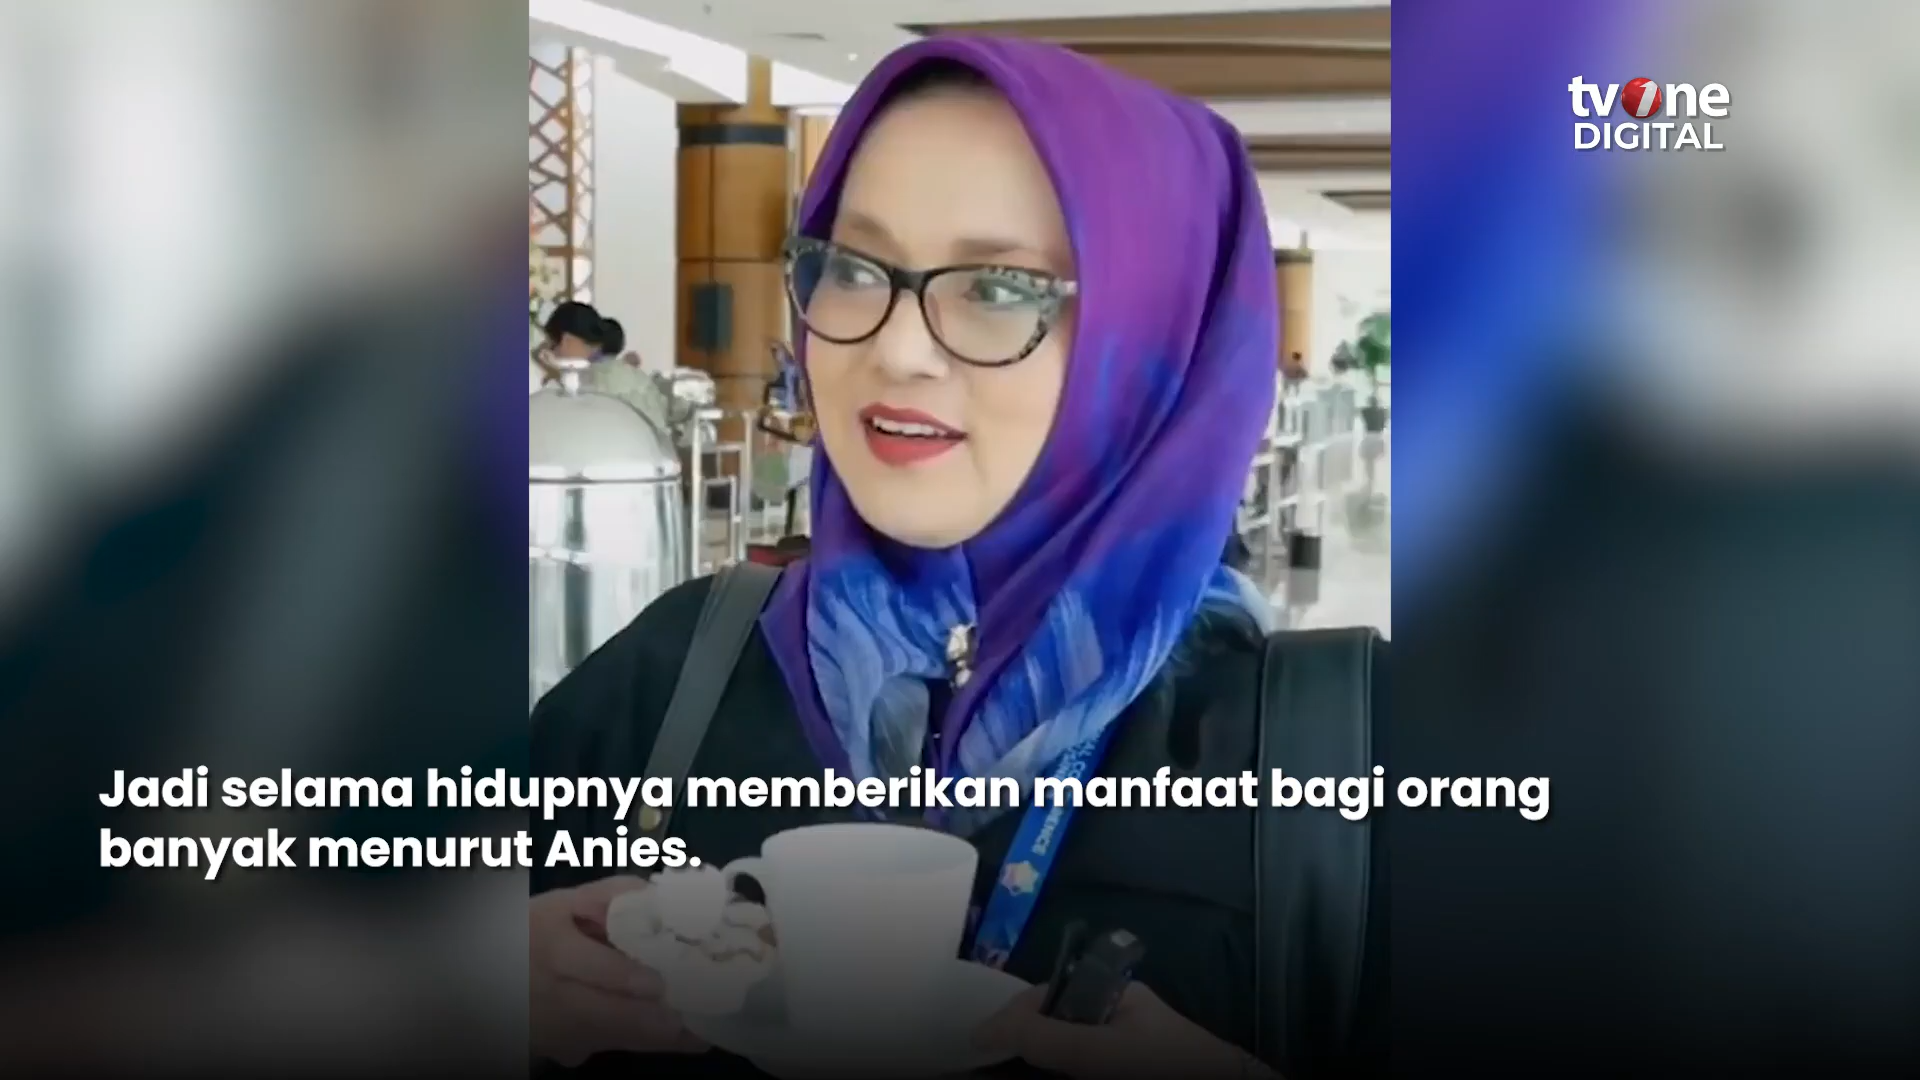 tvOne
DIGITAL
Jadi selama hidupnya memberikan manfaat bagi orang
banyak menurut Anies.